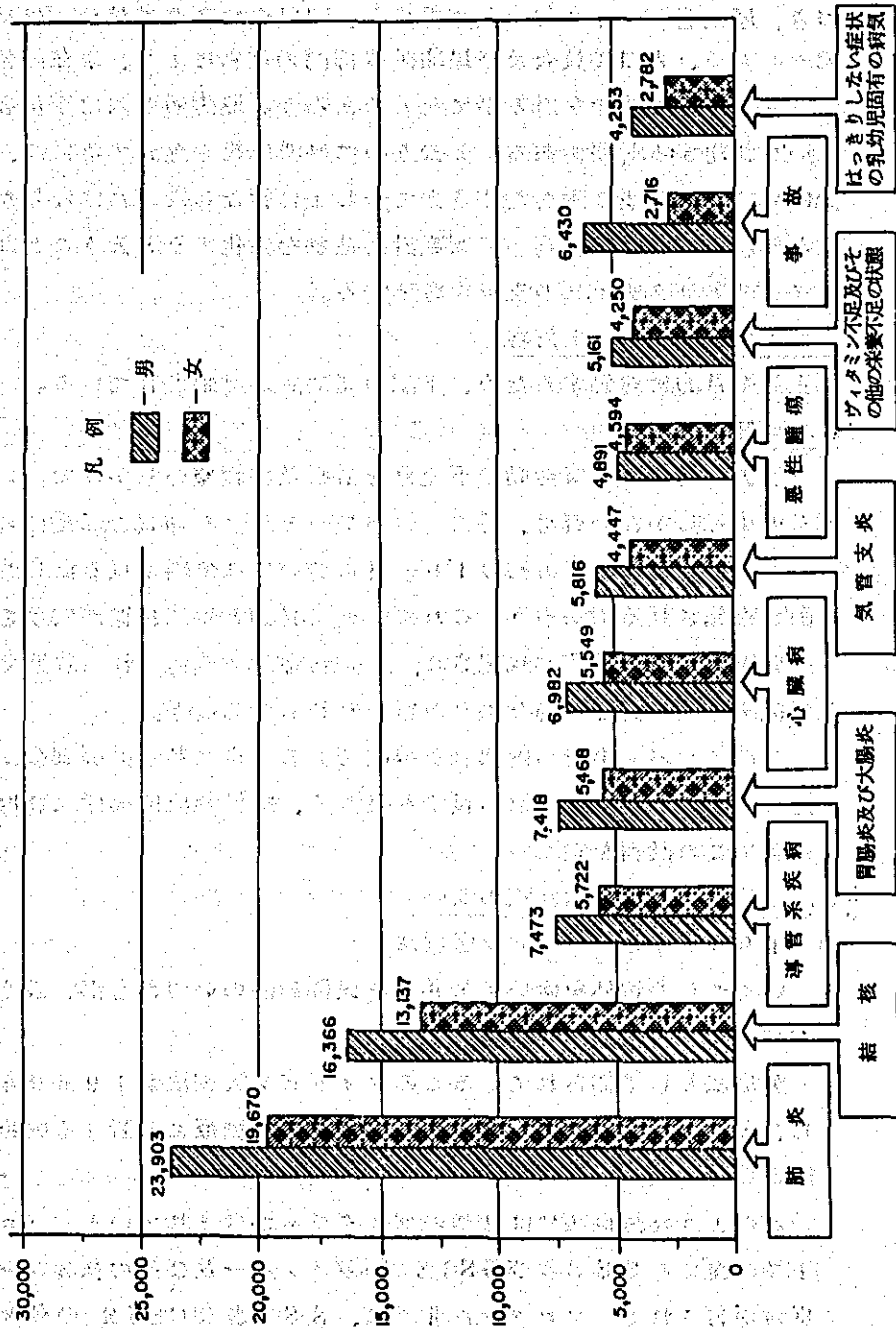 30,000
25,000
20,000
15,000
10,000
5,000
0
凡例
男
女
23,903
19,670
16,366
13,137
7,473
5,722
7,418
5,468
6,982
5,549
5,816
4,447
4,891
4,594
5,161
4,250
6,430
2,716
4,253
2,782
肺炎
結核
導管系疾病
胃腸炎及び大腸炎
心臓病
気管支炎
悪性腫瘍
ヴィタミン不足及びそ
の他の栄養不足の状態
事故
はっきりしない症状
の乳幼児固有の病気